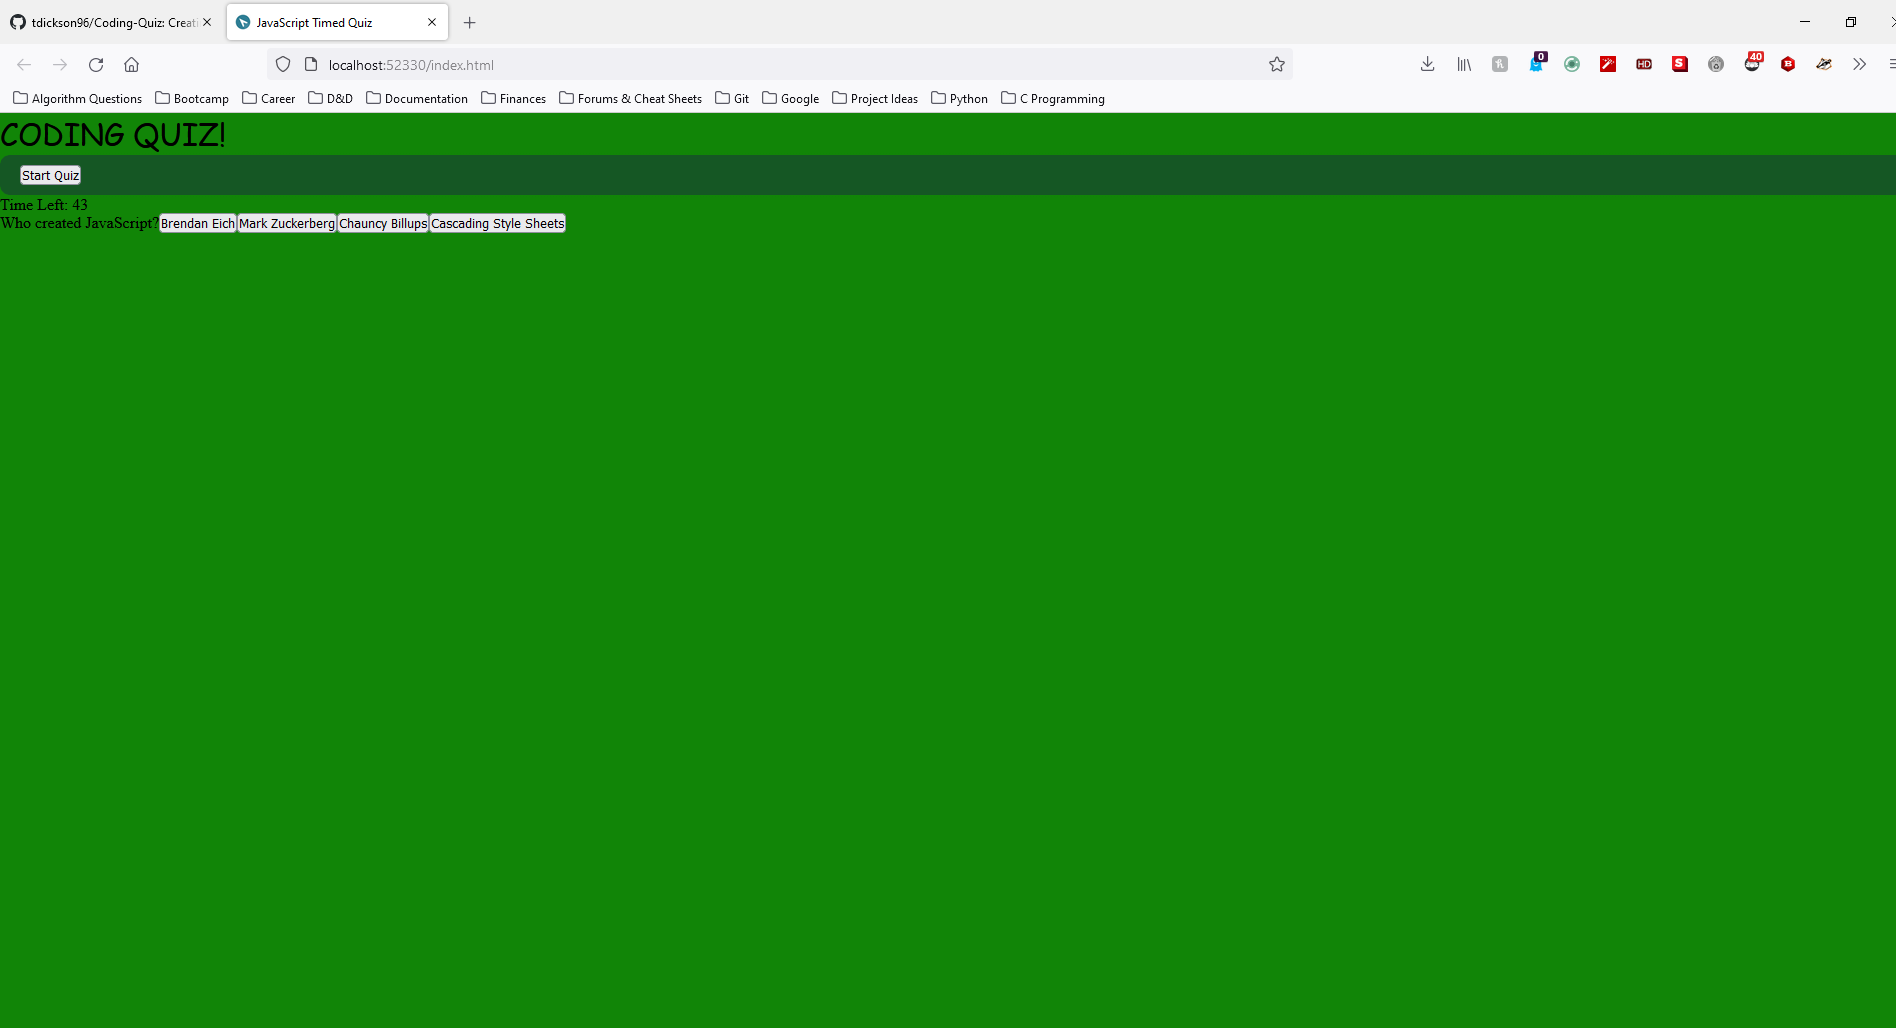 tdickson96/Coding-Quiz: Creati
JavaScript Timed Quiz
localhost:52330/index.html
0
HD
S
40
B
Algorithm Questions Bootcamp Career D&D Documentation Finances Forums & Cheat Sheets Git Google Project Ideas Python C Programming
CODING QUIZ!
Start Quiz
Time Left: 43
Who created JavaScript? Brendan Eich Mark Zuckerberg Chauncy Billups Cascading Style Sheets